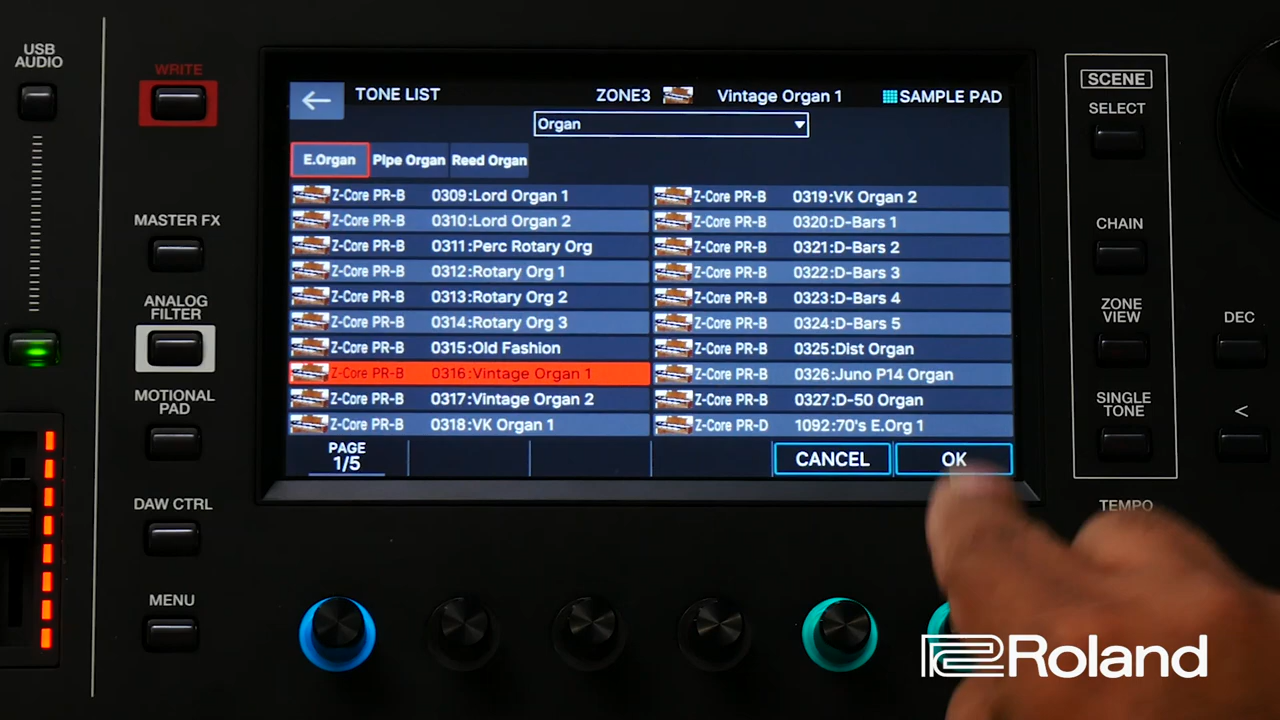 USB
AUDIO
WRITE
MASTER FX
ANALOG
FILTER
MOTIONAL
PAD
DAW CTRL
MENU
TONE LIST
ZONE3
Vintage Organ 1
SAMPLE PAD
Organ
E.Organ
Pipe Organ
Reed Organ
Z-Core PR-B 0309:Lord Organ 1
Z-Core PR-B 0310:Lord Organ 2
Z-Core PR-B 0311:Perc Rotary Org
Z-Core PR-B 0312:Rotary Org 1
Z-Core PR-B 0313:Rotary Org 2
Z-Core PR-B 0314:Rotary Org 3
Z-Core PR-B 0315:Old Fashion
Z-Core PR-B 0316:Vintage Organ 1
Z-Core PR-B 0317:Vintage Organ 2
Z-Core PR-B 0318:VK Organ 1
Z-Core PR-B 0319:VK Organ 2
Z-Core PR-B 0320:D-Bars 1
Z-Core PR-B 0321:D-Bars 2
Z-Core PR-B 0322:D-Bars 3
Z-Core PR-B 0323:D-Bars 4
Z-Core PR-B 0324:D-Bars 5
Z-Core PR-B 0325:Dist Organ
Z-Core PR-B 0326:Juno P14 Organ
Z-Core PR-B 0327:D-50 Organ
Z-Core PR-D 1092:70's E.Org 1
PAGE
1/5
CANCEL
OK
SCENE
SELECT
CHAIN
ZONE
VIEW
SINGLE
TONE
TEMPO
DEC
<
Roland